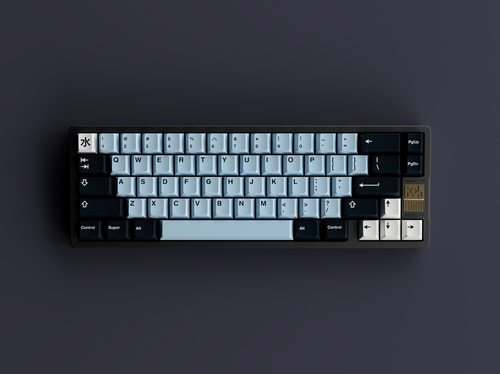 水 ! 1 @ 2 # 3 $ 4 % 5 ^ 6 & 7 * 8 ( 9 ) 0 _ - + = ← PgUp
Q W E R T Y U I O P { [ } ] | \ PgDn
A S D F G H J K L : ; " '
Z X C V B N M < , > . ? / ↑
Control Super Alt Alt Control ← ↓ →